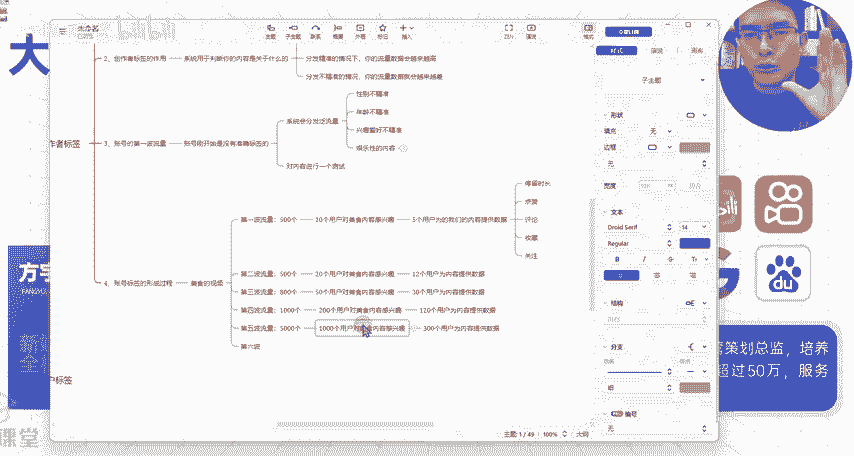 大
未命名
bilibili
主题
子主题
联系
概要
外框
标记
插入
ZEN
演说
格式
样式
演说
画布
子主题
2、创作者标签的作用
系统用于判断你的内容是关于什么的
分发精准的情况下，你的流量数据就会越来越高
分发不精准的情况，你的流量数据就会越来越差
作者标签
3、账号的第一波流量
账号刚开始是没有准确标签的
系统会分发泛流量
性别不精准
年龄不精准
兴趣爱好不精准
娱乐性的内容
对内容进行一个测试
4、账号标签的形成过程
美食的视频
第一波流量：500个
10个用户对美食内容感兴趣
5个用户为的我们的内容提供数据
停留时长
点赞
评论
收藏
关注
第二波流量：500个
20个用户对美食内容感兴趣
12个用户为内容提供数据
第三波流量：800个
50个用户对美食内容感兴趣
30个用户为内容提供数据
第四波流量：1000个
200个用户对美食内容感兴趣
120个用户为内容提供数据
第五波流量：5000个
1000个用户对美食内容感兴趣
300个用户为内容提供数据
第六波
户标签
形状
填充
无
边框
无
宽度
文本
Droid Serif
14
Regular
B
I
S
结构
分支
细
编号
无
主题：1 / 49
100%
大纲
方
FANGYU
课堂
du
营策划总监，培养
超过50万，服务